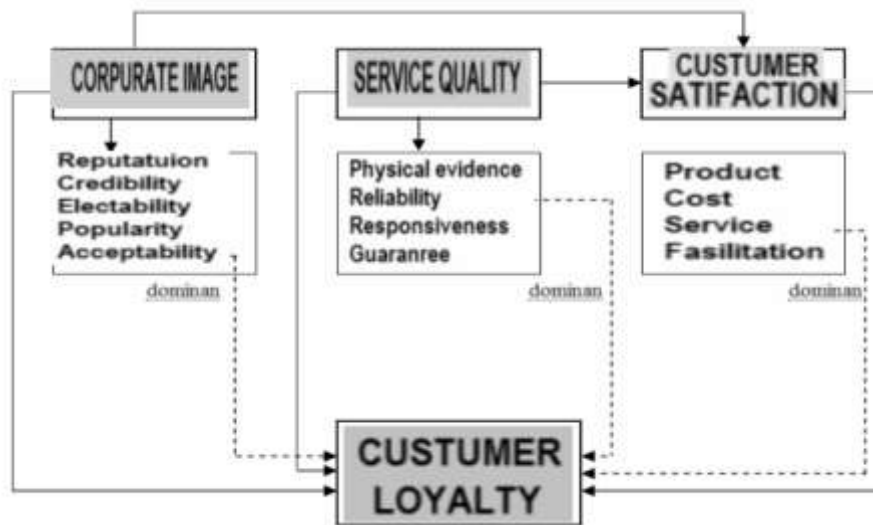 CORPURATE IMAGE
SERVICE QUALITY
CUSTUMER
SATIFACTION
Reputatuion
Credibility
Electability
Popularity
Acceptability
dominan
Physical evidence
Reliability
Responsiveness
Guaranree
dominan
Product
Cost
Service
Fasilitation
dominan
CUSTUMER
LOYALTY